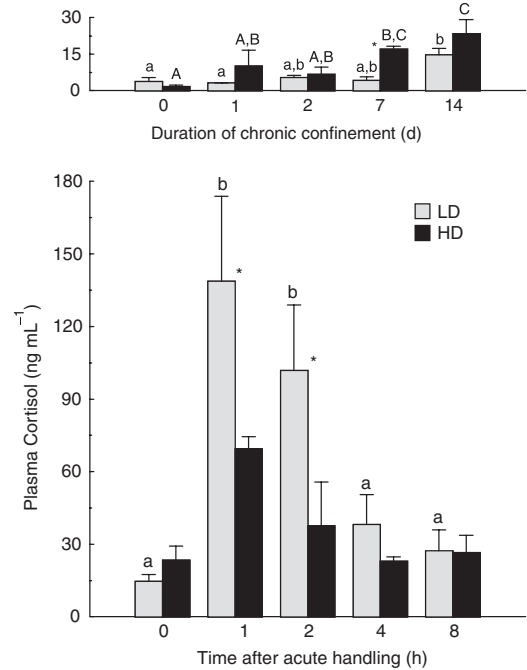 30
C
A,B
B,C
15
A,B
*
b
a
A
a
a,b
a,b
0
0 1 2 7 14
Duration of chronic confinement (d)
180
b
LD
150
HD
*
b
120
*
90
60
a
30
a
a
0
0 1 2 4 8
Time after acute handling (h)
Plasma Cortisol (ng mL⁻¹)